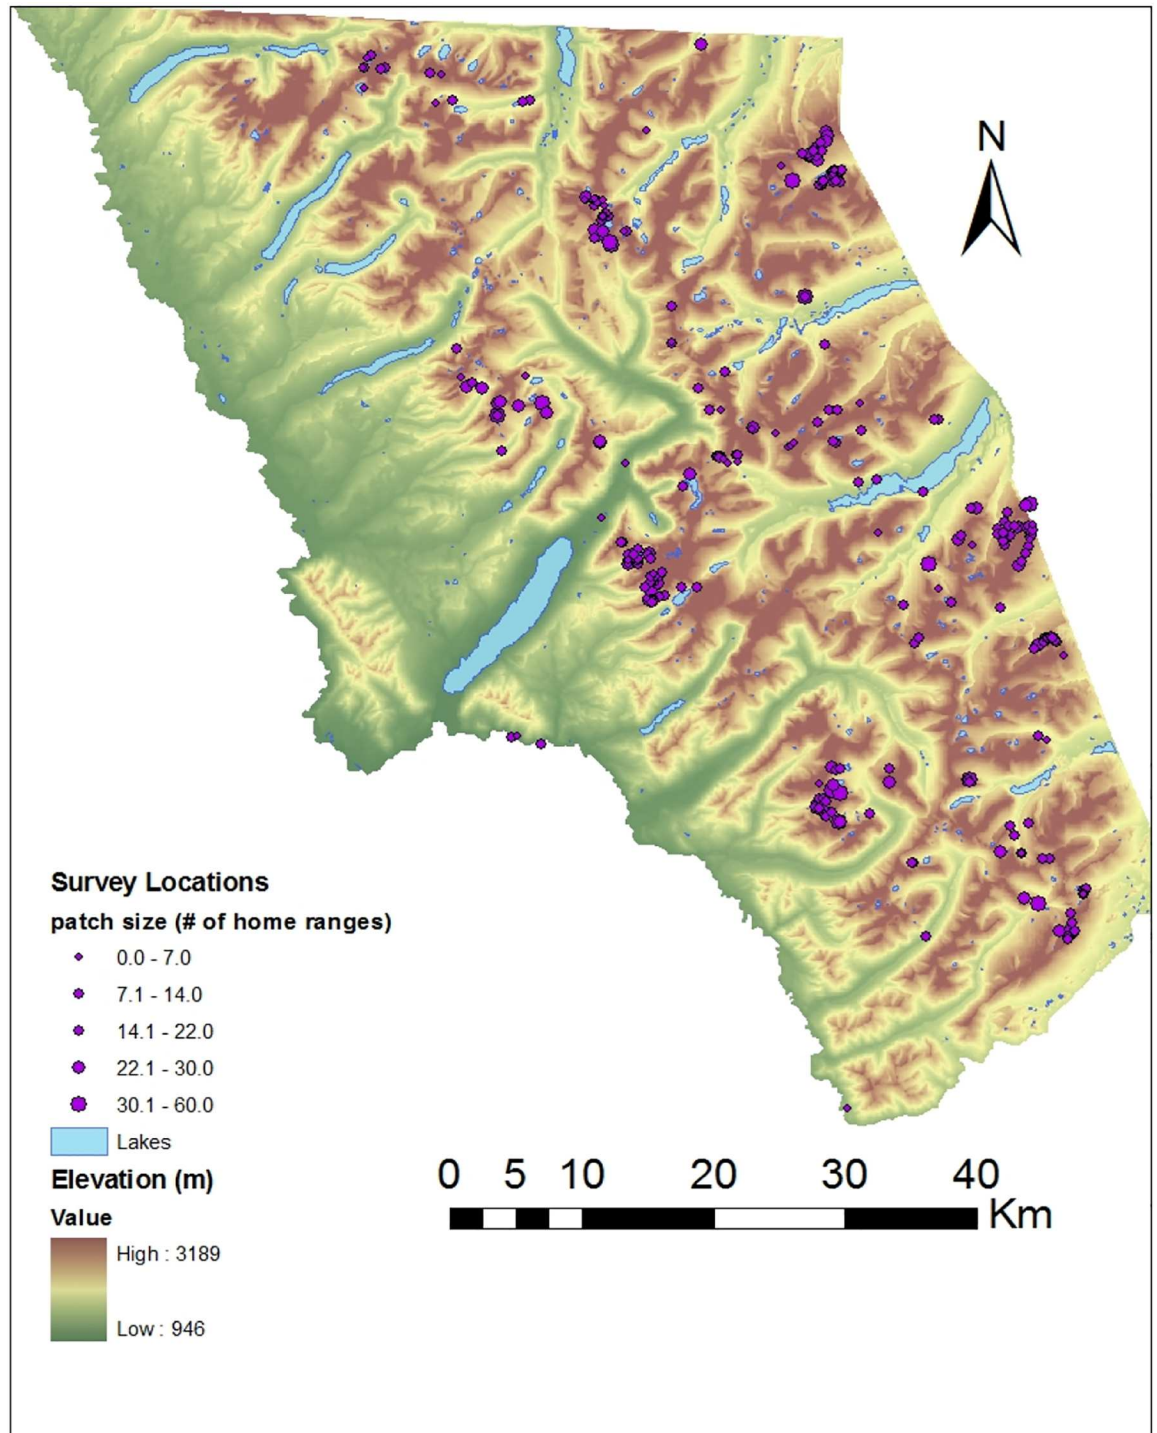 N
Survey Locations
patch size (# of home ranges)
0.0 - 7.0
7.1 - 14.0
14.1 - 22.0
22.1 - 30.0
30.1 - 60.0
Lakes
Elevation (m)
Value
High : 3189
Low : 946
0 5 10 20 30 40
Km